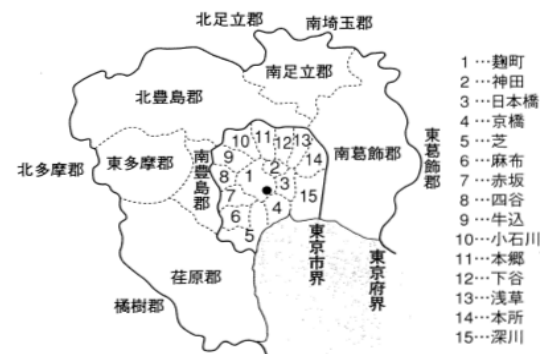 北足立郡
南埼玉郡
南足立郡
北豊島郡
南葛飾郡
東葛飾郡
北多摩郡
東多摩郡
南豊島郡
荏原郡
橘樹郡
東京市界
東京府界
10
11
12
13
9
2
14
8
1
3
7
15
6
4
5
1…麹町
2…神田
3…日本橋
4…京橋
5…芝
6…麻布
7…赤坂
8…四谷
9…牛込
10…小石川
11…本郷
12…下谷
13…浅草
14…本所
15…深川